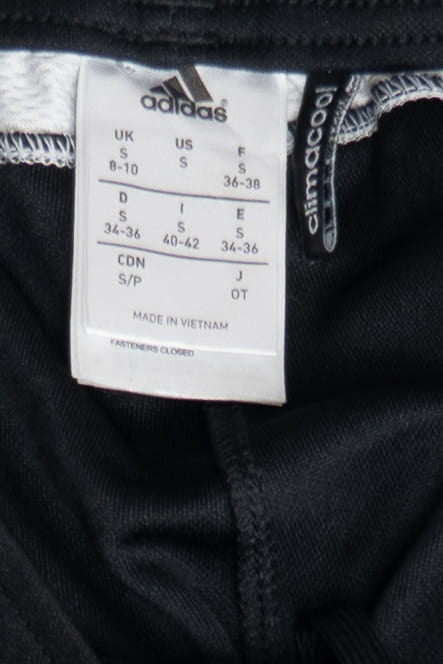 adidas®
UK US F
S S S
8-10 36-38
D I E
S S S
34-36 40-42 34-36
CDN J
S/P OT
MADE IN VIETNAM
FASTENERS CLOSED
climacool